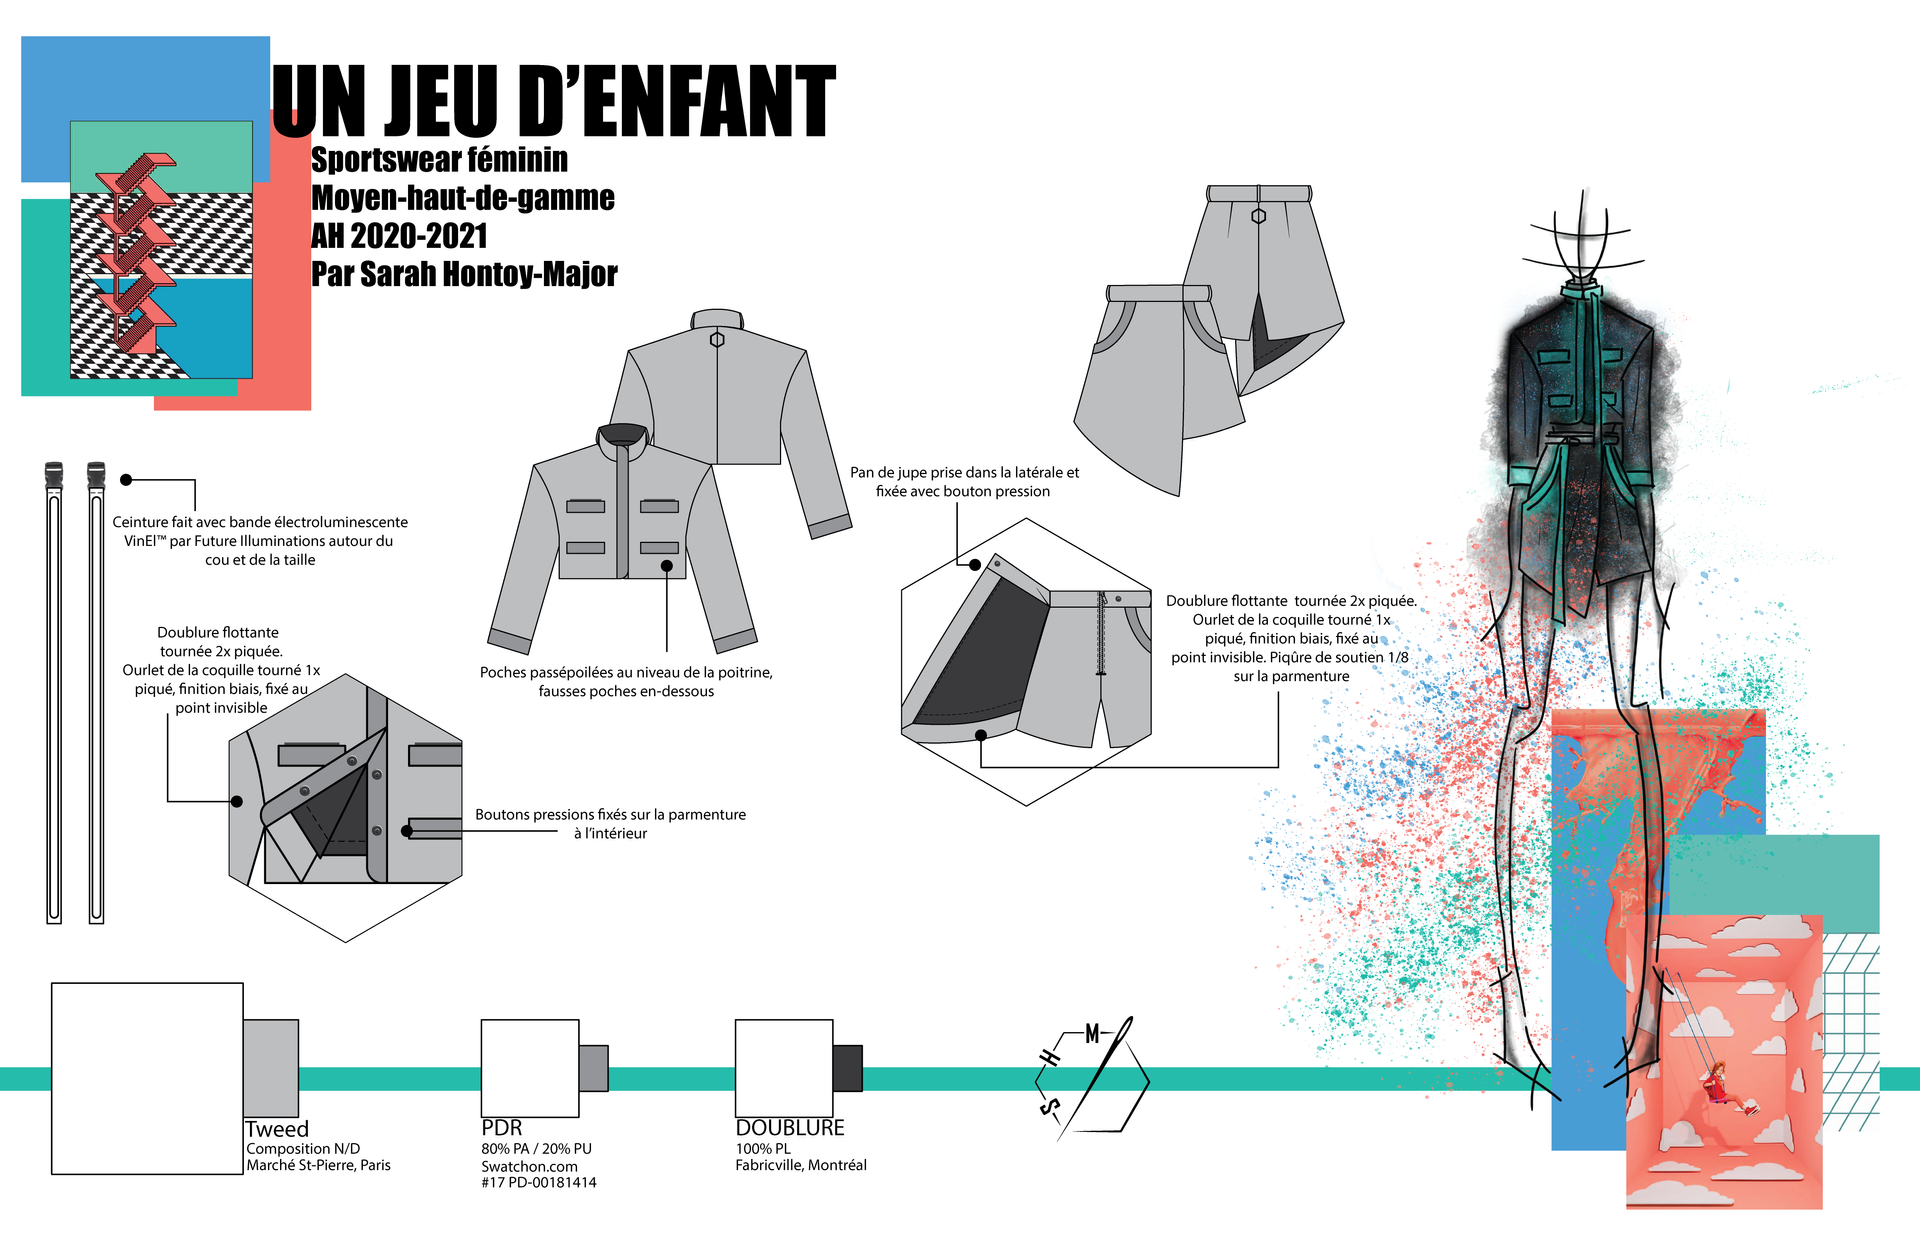 UN JEU D'ENFANT
Sportswear féminin
Moyen-haut-de-gamme
AH 2020-2021
Par Sarah Hontoy-Major
Ceinture fait avec bande électroluminescente
VinEl™ par Future Illuminations autour du
cou et de la taille
Doublure flottante
tournée 2x piquée.
Ourlet de la coquille tourné 1x
piqué, finition biais, fixé au
point invisible
Poches passépoilées au niveau de la poitrine,
fausses poches en-dessous
Boutons pressions fixés sur la parmenture
à l'intérieur
Pan de jupe prise dans la latérale et
fixée avec bouton pression
Doublure flottante  tournée 2x piquée.
Ourlet de la coquille tourné 1x
piqué, finition biais, fixé au
point invisible. Piqûre de soutien 1/8
sur la parmenture
Tweed
Composition N/D
Marché St-Pierre, Paris
PDR
80% PA / 20% PU
Swatchon.com
#17 PD-00181414
DOUBLURE
100% PL
Fabricville, Montréal
S
H
M